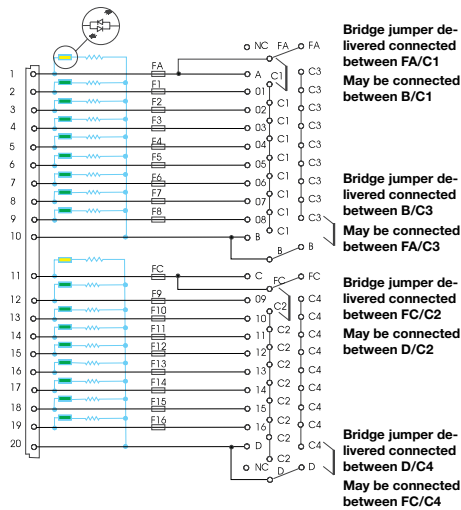 NC FA FA
Bridge jumper de-
livered connected
between FA/C1
May be connected
between B/C1
1 FA A C1 C3
2 F1 01 C3
3 F2 02 C1 C3
4 F3 03 C1 C3
5 F4 04 C1 C3
6 F5 05 C1 C3
7 F6 06 C1 C3
8 F7 07 C1 C3
9 F8 08 C1 C3
10 B C1
B B
Bridge jumper de-
livered connected
between B/C3
May be connected
between FA/C3
11 FC C FC FC
12 F9 09 C2 C4
13 F10 10 C4
14 F11 11 C2 C4
15 F12 12 C2 C4
16 F13 13 C2 C4
17 F14 14 C2 C4
18 F15 15 C2 C4
19 F16 16 C2 C4
20 D C2 C4
NC C2 D D
Bridge jumper de-
livered connected
between FC/C2
May be connected
between D/C2
Bridge jumper de-
livered connected
between D/C4
May be connected
between FC/C4